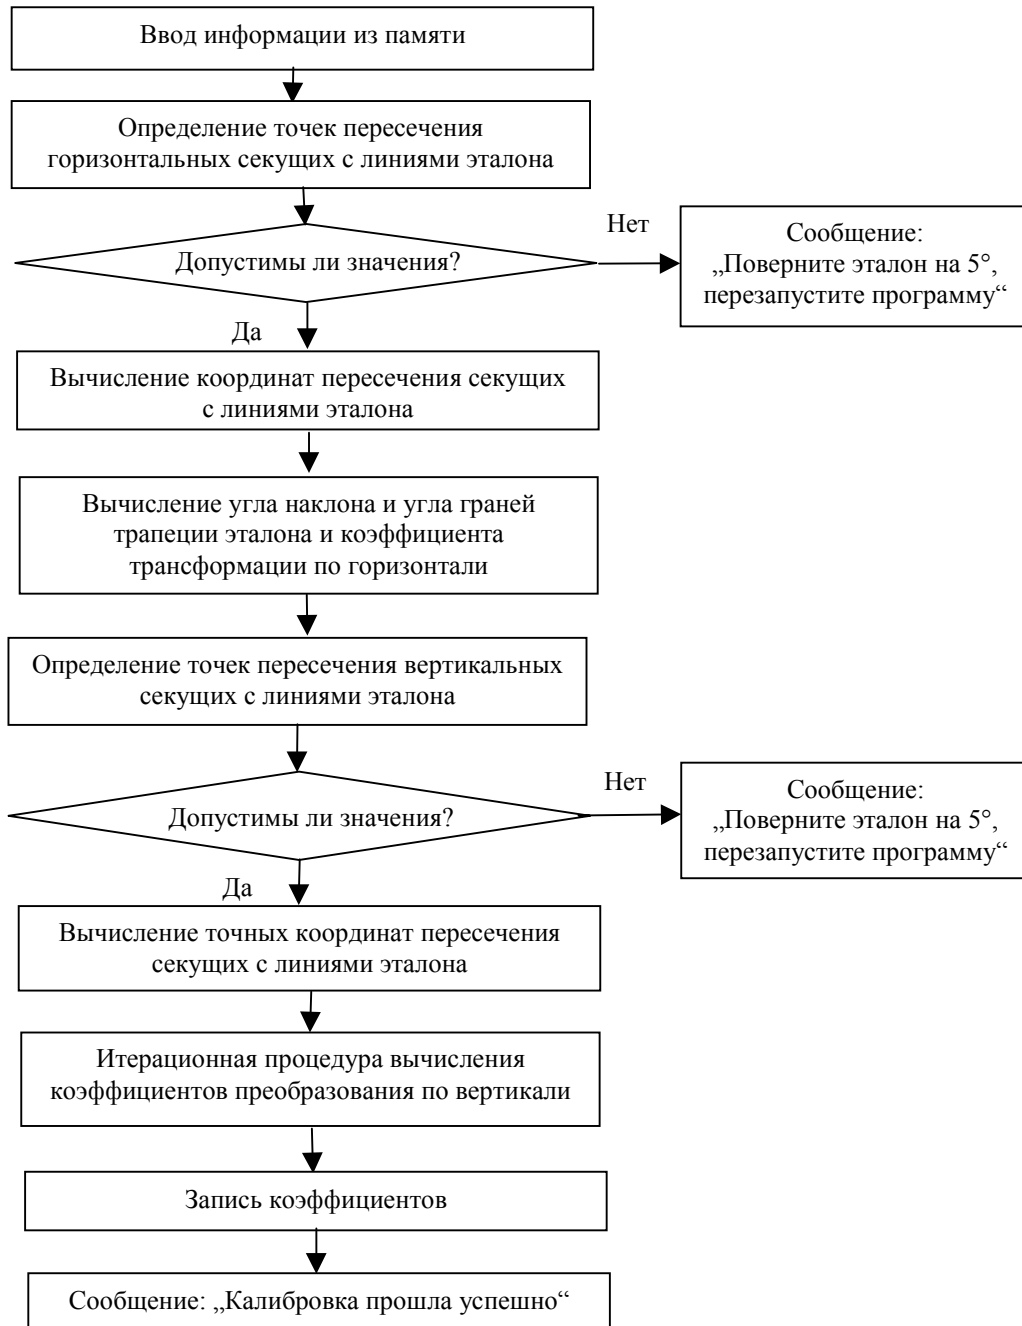 Ввод информации из памяти
Определение точек пересечения
горизонтальных секущих с линиями эталона
Допустимы ли значения?
Нет
Сообщение:
„Поверните эталон на 5°,
перезапустите программу“
Да
Вычисление координат пересечения секущих
с линиями эталона
Вычисление угла наклона и угла граней
трапеции эталона и коэффициента
трансформации по горизонтали
Определение точек пересечения вертикальных
секущих с линиями эталона
Допустимы ли значения?
Нет
Сообщение:
„Поверните эталон на 5°,
перезапустите программу“
Да
Вычисление точных координат пересечения
секущих с линиями эталона
Итерационная процедура вычисления
коэффициентов преобразования по вертикали
Запись коэффициентов
Сообщение: „Калибровка прошла успешно“